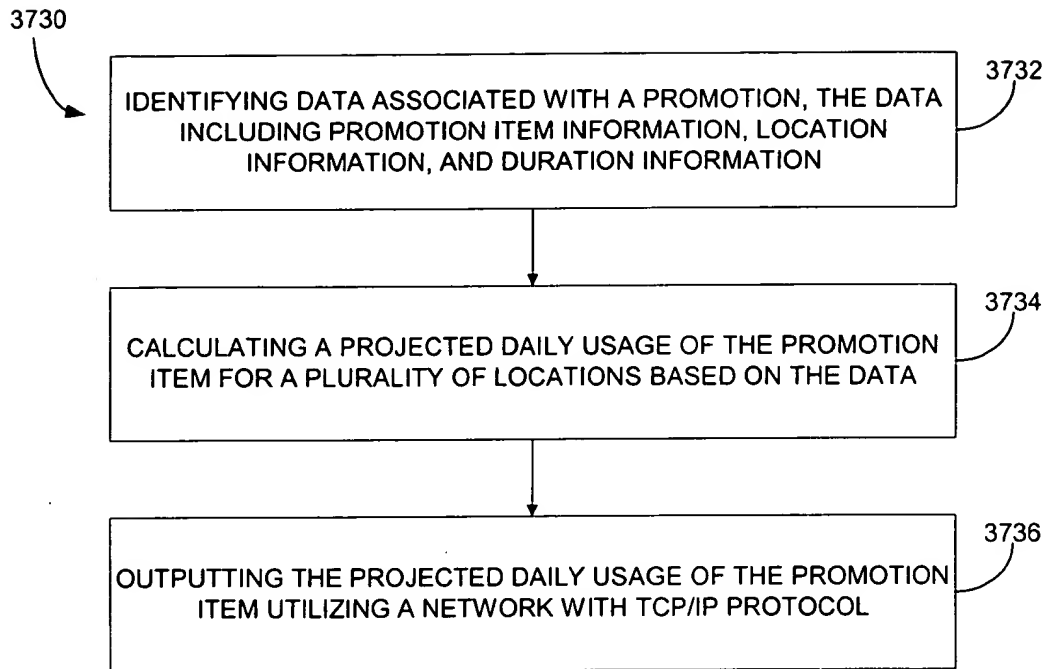 3730
3732
IDENTIFYING DATA ASSOCIATED WITH A PROMOTION, THE DATA
INCLUDING PROMOTION ITEM INFORMATION, LOCATION
INFORMATION, AND DURATION INFORMATION
3734
CALCULATING A PROJECTED DAILY USAGE OF THE PROMOTION
ITEM FOR A PLURALITY OF LOCATIONS BASED ON THE DATA
3736
OUTPUTTING THE PROJECTED DAILY USAGE OF THE PROMOTION
ITEM UTILIZING A NETWORK WITH TCP/IP PROTOCOL